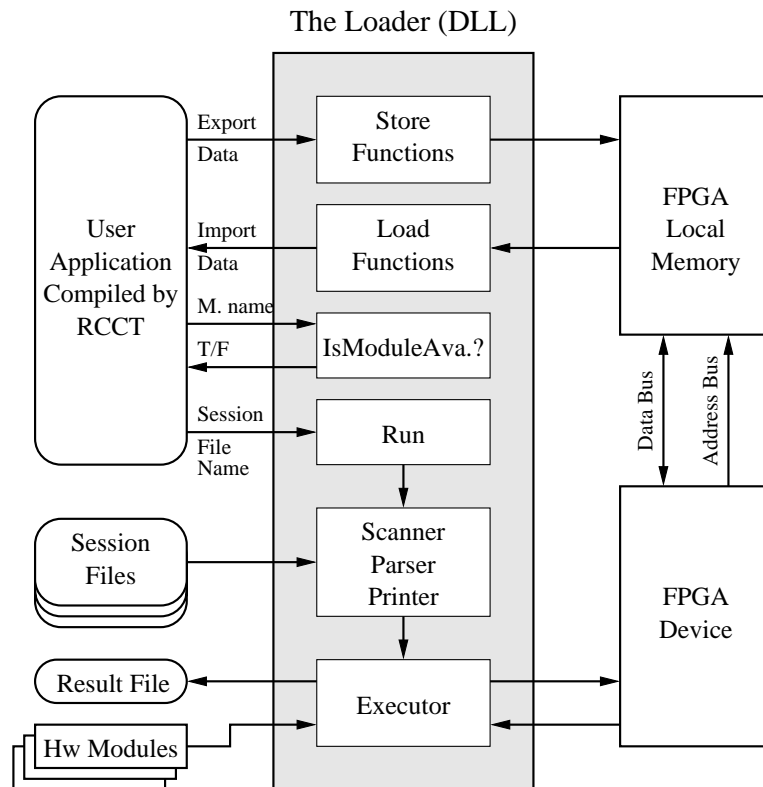 The Loader (DLL)
Export
Data
Store
Functions
User
Application
Compiled by
RCCT
Import
Data
Load
Functions
FPGA
Local
Memory
M. name
T/F
IsModuleAva.?
Session
File
Name
Run
Data Bus
Address Bus
Session
Files
Scanner
Parser
Printer
FPGA
Device
Result File
Executor
Hw Modules